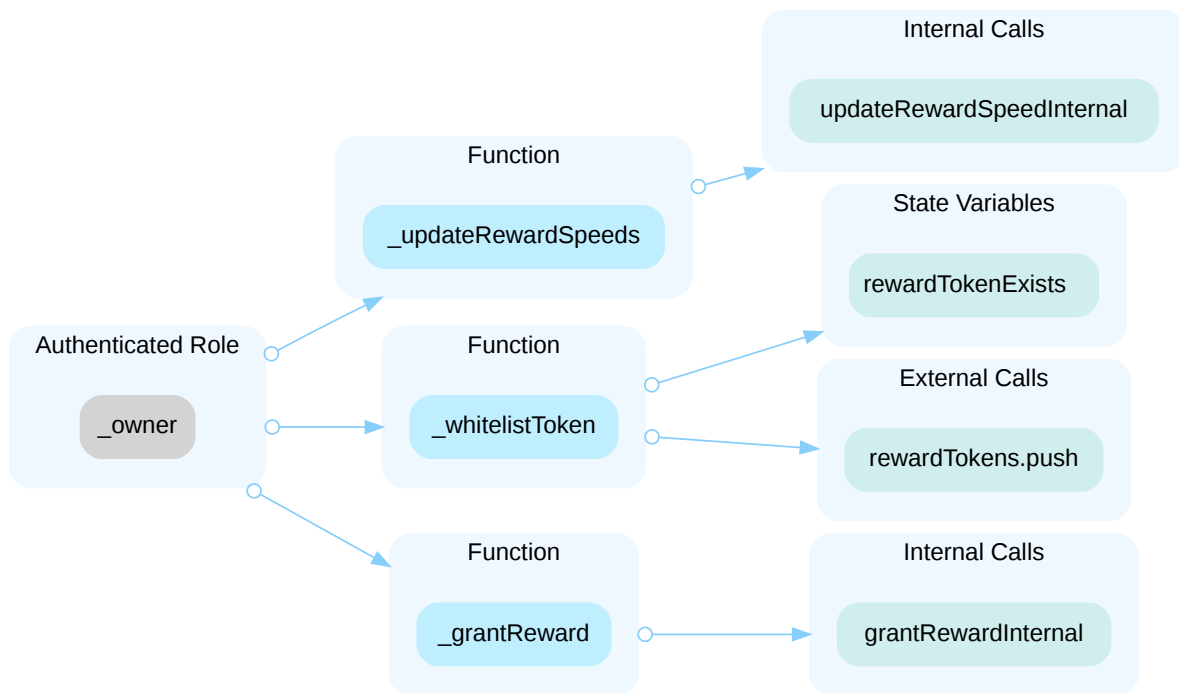 Authenticated Role
_owner
Function
_updateRewardSpeeds
Internal Calls
updateRewardSpeedInternal
Function
_whitelistToken
State Variables
rewardTokenExists
External Calls
rewardTokens.push
Function
_grantReward
Internal Calls
grantRewardInternal